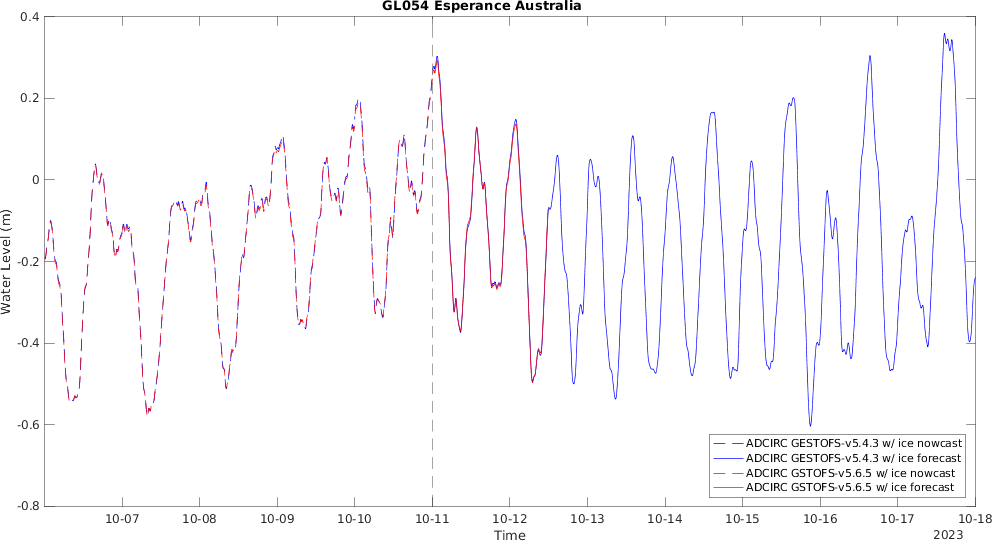 GL054 Esperance Australia
Water Level (m)
0.4
0.2
0
-0.2
-0.4
-0.6
-0.8
10-07 10-08 10-09 10-10 10-11 10-12 10-13 10-14 10-15 10-16 10-17 10-18
Time
2023
ADCIRC GESTOFS-v5.4.3 w/ ice nowcast
ADCIRC GESTOFS-v5.4.3 w/ ice forecast
ADCIRC GSTOFS-v5.6.5 w/ ice nowcast
ADCIRC GSTOFS-v5.6.5 w/ ice forecast